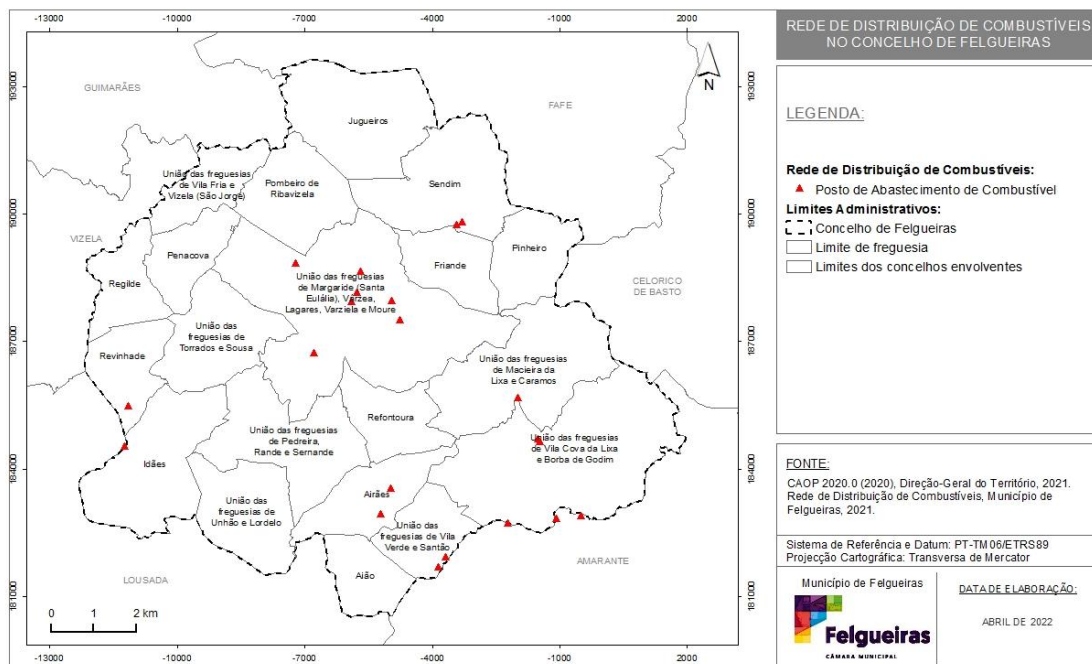 -13000
-10000
-7000
-4000
-1000
2000
193000
190000
187000
184000
181000
193000
190000
187000
184000
181000
GUIMARÃES
FAFE
N
Jugueiros
União das freguesias
de Vila Fria e
Vizela (São Jorge)
Pombeiro de
Ribavizela
Sendim
VIZELA
Penacova
Pinheiro
Friande
Regilde
União das freguesias
de Margaride (Santa
Eulália), Várzea,
Lagares, Varziela e Moure
CELORICO
DE BASTO
União das
freguesias de
Torrados e Sousa
Revinhade
União das freguesias
de Macieira da
Lixa e Caramos
Refontoura
União das freguesias
de Pedreira,
Rande e Sernande
União das freguesias
de Vila Cova da Lixa
e Borba de Godim
Idães
Airães
União das
freguesias de
Unhão e Lordelo
União das
freguesias de Vila
Verde e Santão
Aião
LOUSADA
AMARANTE
0 1 2 km
-13000
-10000
-7000
-4000
-1000
2000
REDE DE DISTRIBUIÇÃO DE COMBUSTÍVEIS
NO CONCELHO DE FELGUEIRAS
LEGENDA:
Rede de Distribuição de Combustíveis:
Posto de Abastecimento de Combustível
Limites Administrativos:
Concelho de Felgueiras
Limite de freguesia
Limites dos concelhos envolventes
FONTE:
CAOP 2020.0 (2020), Direção-Geral do Território, 2021.
Rede de Distribuição de Combustíveis, Município de
Felgueiras, 2021.
Sistema de Referência e Datum: PT-TM06/ETRS89
Projecção Cartográfica: Transversa de Mercator
Município de Felgueiras
Felgueiras
CÂMARA MUNICIPAL
DATA DE ELABORAÇÃO:
ABRIL DE 2022